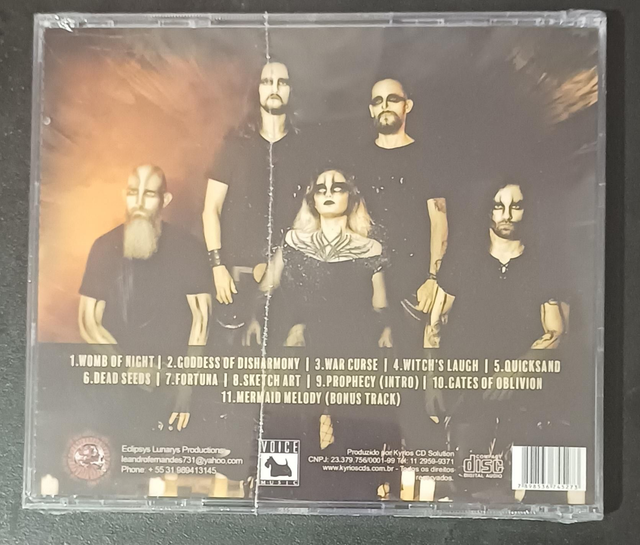 1.WOMB OF NIGHT | 2.GODDESS OF DISHARMONY | 3.WAR CURSE | 4.WITCH'S LAUGH | 5.QUICKSAND
6.DEAD SEEDS | 7.FORTUNA | 8.SKETCH ART | 9.PROPHECY (INTRO) | 10.GATES OF OBLIVION
11.MERMAID MELODY (BONUS TRACK)
Eclipsys Lunarys Productions
leandrofernandes731@yahoo.com
Phone: +55 31 989413145
VOICE
MUSIC
Produzido por Kyrios CD Solution
CNPJ: 23.379.756/0001-99 Tel: 11 2959-9371
www.kyrioscds.com.br - Todos os direitos
reservados.
COMPACT
disc
DIGITAL AUDIO